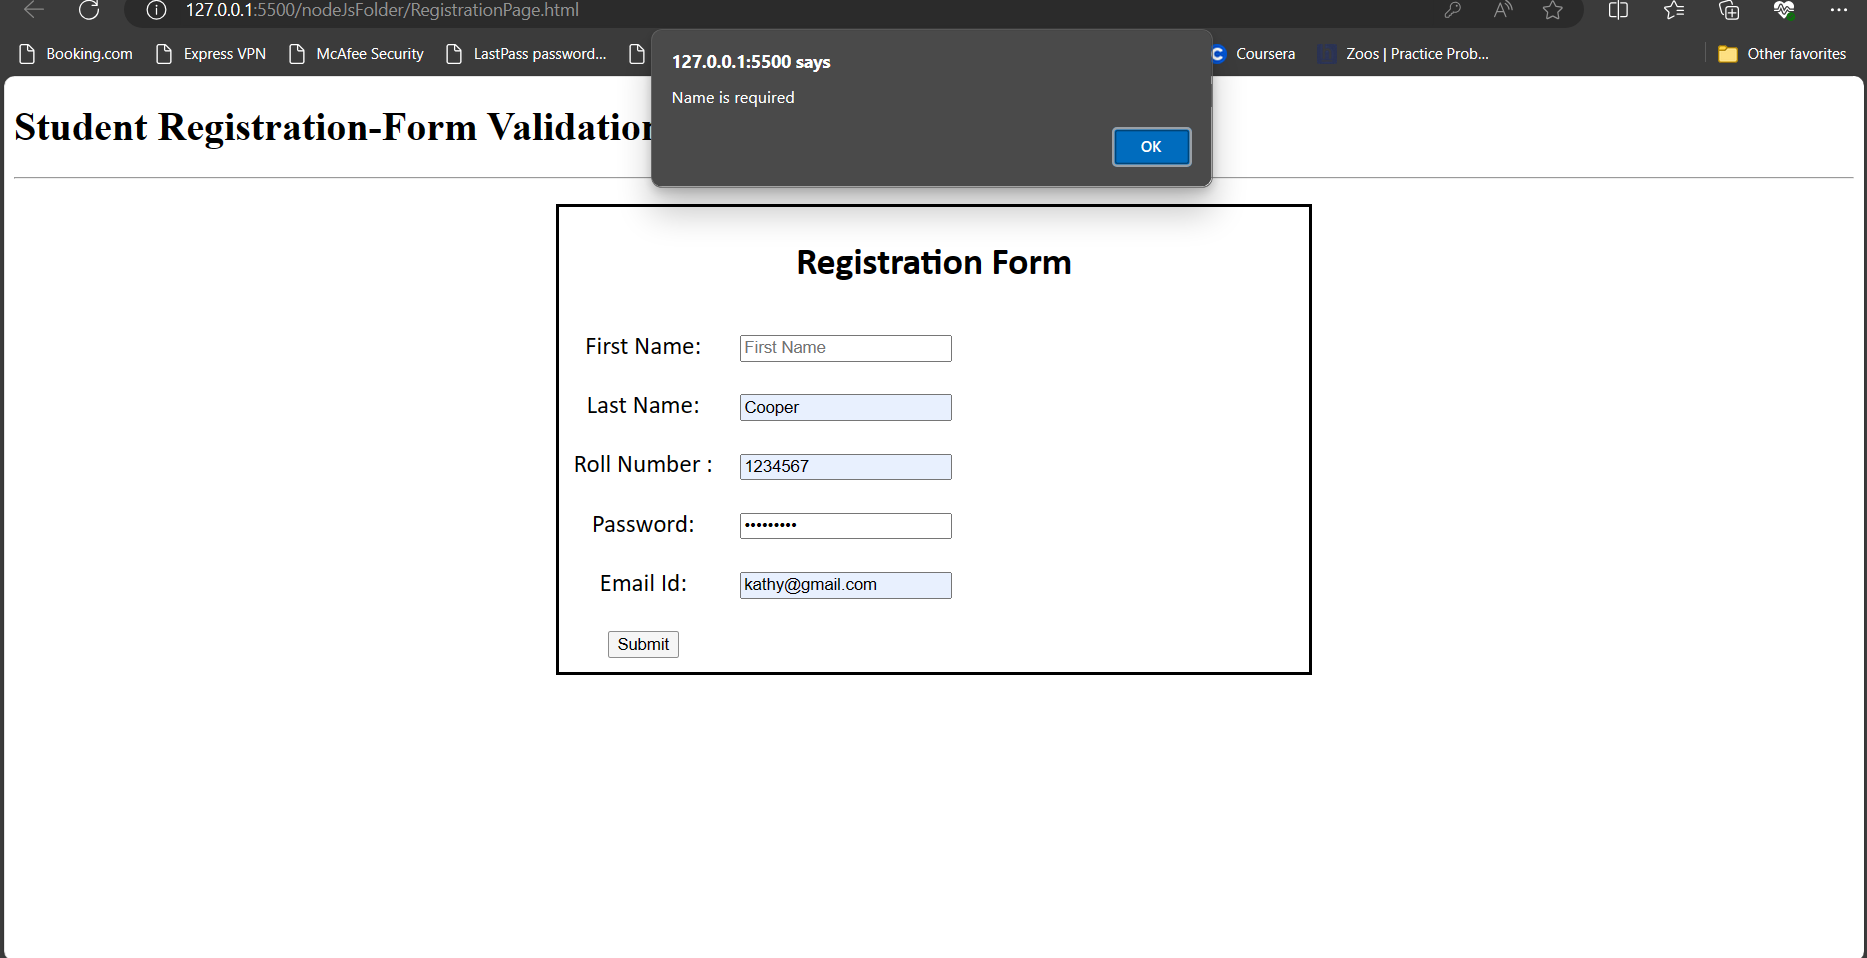 127.0.0.1:5500/nodeJsFolder/RegistrationPage.html
Booking.com Express VPN McAfee Security LastPass password... Coursera Zoos | Practice Prob... Other favorites
127.0.0.1:5500 says
Name is required
OK
Student Registration-Form Validation
Registration Form
First Name: First Name
Last Name: Cooper
Roll Number : 1234567
Password: •••••••••
Email Id: kathy@gmail.com
Submit